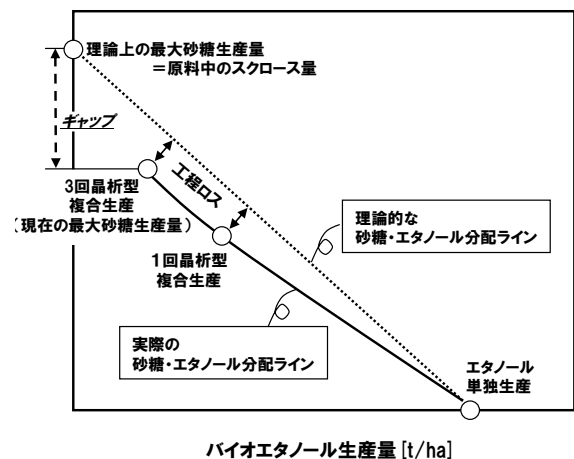 理論上の最大砂糖生産量
＝原料中のスクロース量
ギャップ
工程ロス
3回晶析型
複合生産
（現在の最大砂糖生産量）
理論的な
砂糖・エタノール分配ライン
1回晶析型
複合生産
実際の
砂糖・エタノール分配ライン
エタノール
単独生産
バイオエタノール生産量 [t/ha]